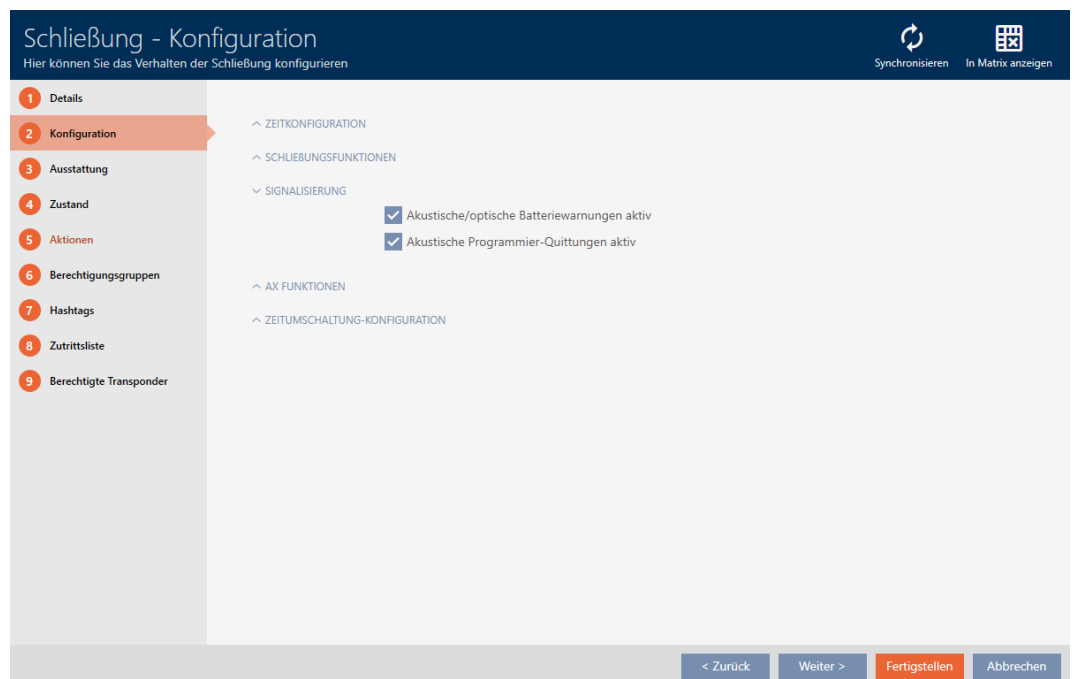 Schließung - Konfiguration
Hier können Sie das Verhalten der Schließung konfigurieren
Synchronisieren
In Matrix anzeigen
1 Details
2 Konfiguration
3 Ausstattung
4 Zustand
5 Aktionen
6 Berechtigungsgruppen
7 Hashtags
8 Zutrittsliste
9 Berechtigte Transponder
ZEITKONFIGURATION
SCHLIEßUNGSFUNKTIONEN
SIGNALISIERUNG
Akustische/optische Batteriewarnungen aktiv
Akustische Programmier-Quittungen aktiv
AX FUNKTIONEN
ZEITUMSCHALTUNG-KONFIGURATION
< Zurück
Weiter >
Fertigstellen
Abbrechen